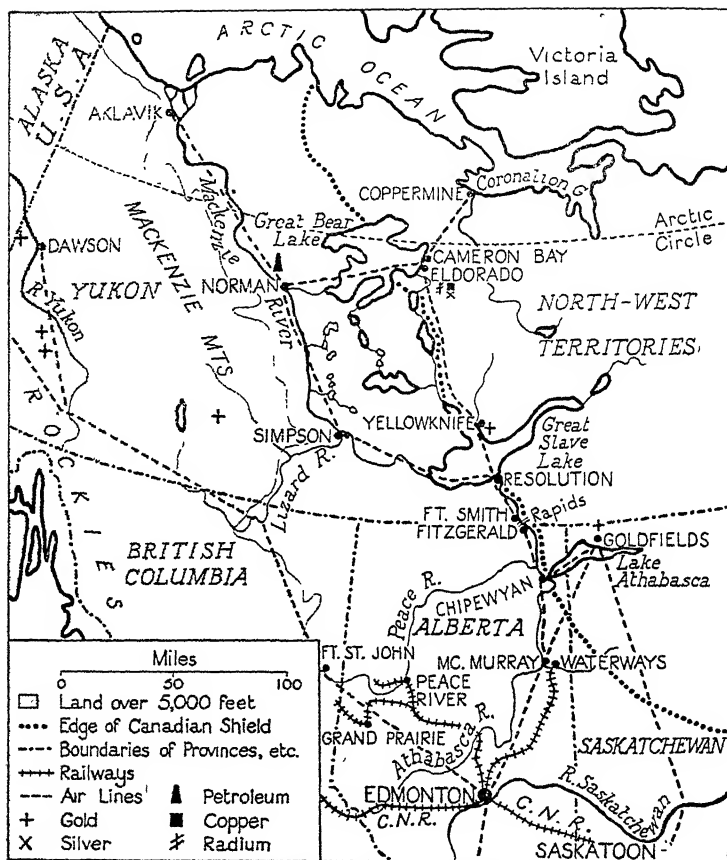 ARCTIC OCEAN
Victoria
Island
ALASKA
U.S.A.
AKLAVIK
COPPERMINE
Coronation G.
Mackenzie
River
Great Bear
Lake
Arctic
Circle
DAWSON
MACKENZIE MTS
CAMERON BAY
ELDORADO
YUKON
R. Yukon
NORMAN
NORTH-WEST
TERRITORIES
ROCKIES
YELLOWKNIFE
SIMPSON
Great
Slave
Lake
Lizard R.
RESOLUTION
FT. SMITH
Rapids
FITZGERALD
GOLDFIELDS
Lake
Athabasca
BRITISH
COLUMBIA
Peace R.
CHIPEWYAN
ALBERTA
FT. ST. JOHN
MC. MURRAY
WATERWAYS
PEACE
RIVER
GRAND PRAIRIE
Athabasca R.
SASKATCHEWAN
EDMONTON
R. Saskatchewan
C.N.R.
C.N.R.
SASKATOON
Miles
0 50 100
Land over 5,000 feet
Edge of Canadian Shield
Boundaries of Provinces, etc.
Railways
Air Lines
Petroleum
Gold
Copper
Silver
Radium